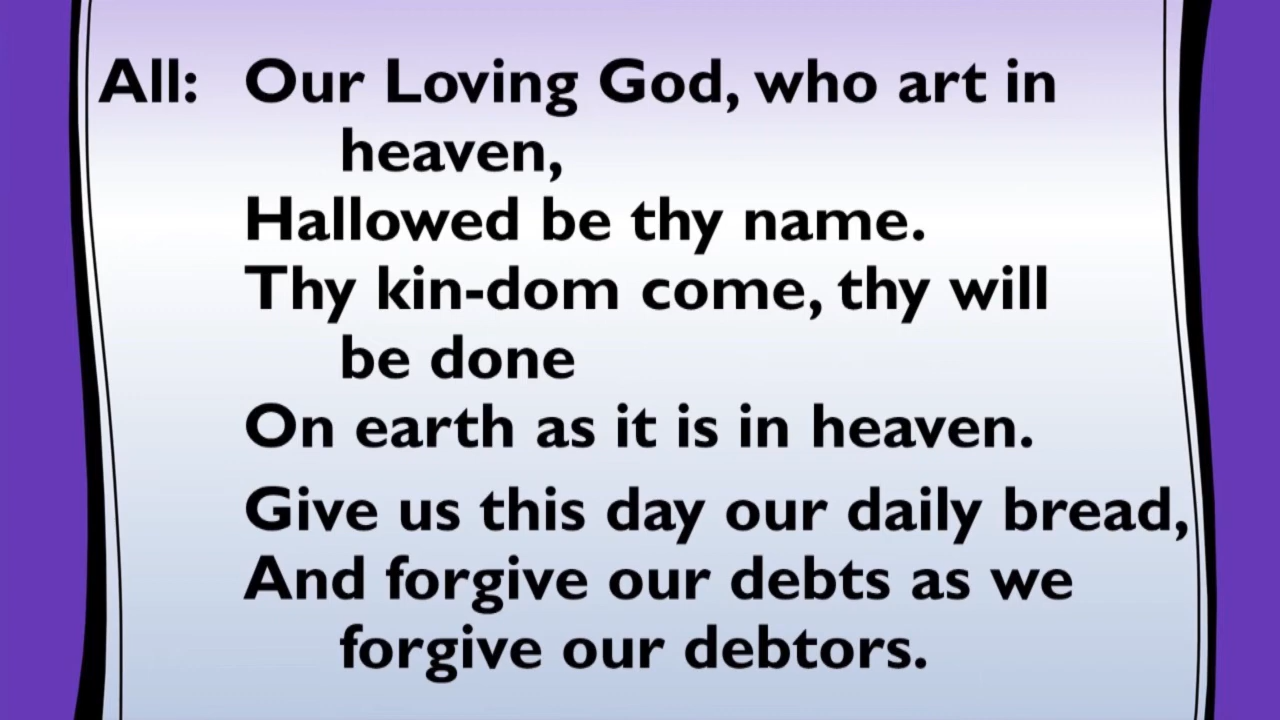 All: Our Loving God, who art in
heaven,
Hallowed be thy name.
Thy kin-dom come, thy will
be done
On earth as it is in heaven.
Give us this day our daily bread,
And forgive our debts as we
forgive our debtors.